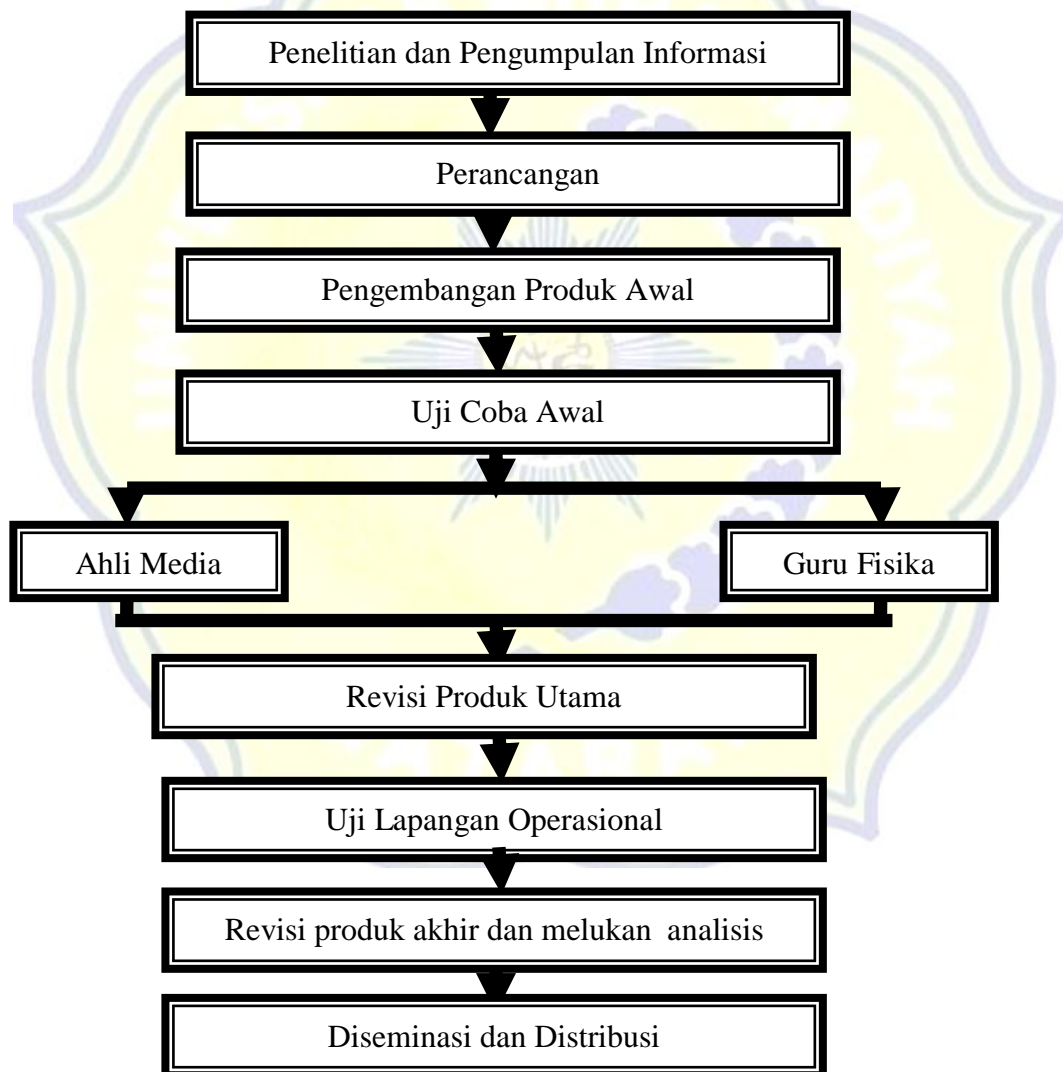 Penelitian dan Pengumpulan Informasi
Perancangan
Pengembangan Produk Awal
Uji Coba Awal
Ahli Media
Guru Fisika
Revisi Produk Utama
Uji Lapangan Operasional
Revisi produk akhir dan melukan analisis
Diseminasi dan Distribusi